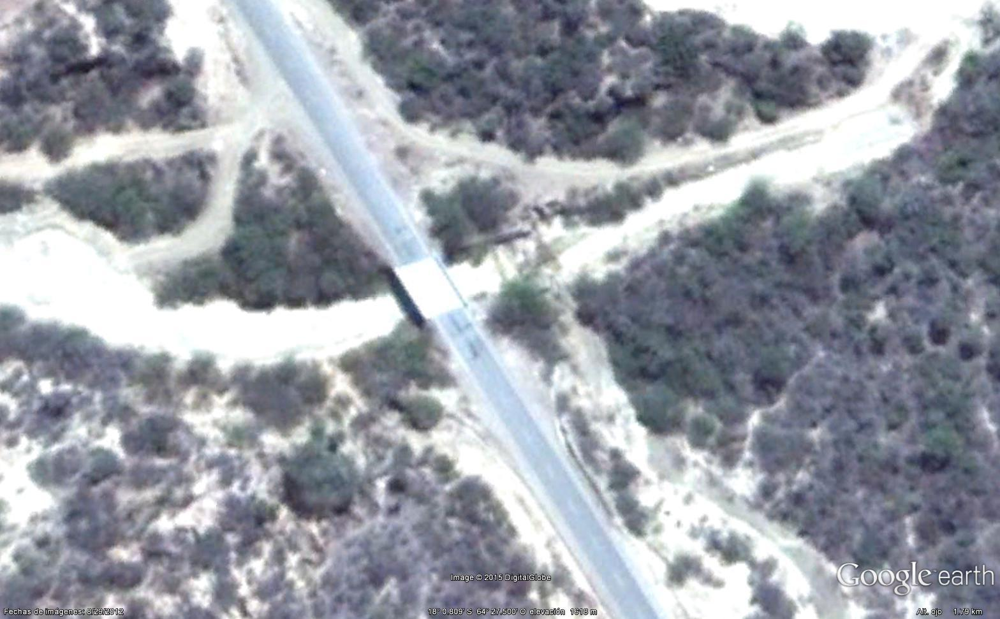 Image © 2015 DigitalGlobe
Google earth
Fechas de imágenes: 8/29/2012 18° 0.809' S 64° 27.500' O elevación 1618 m Alt. ojo 1.79 km